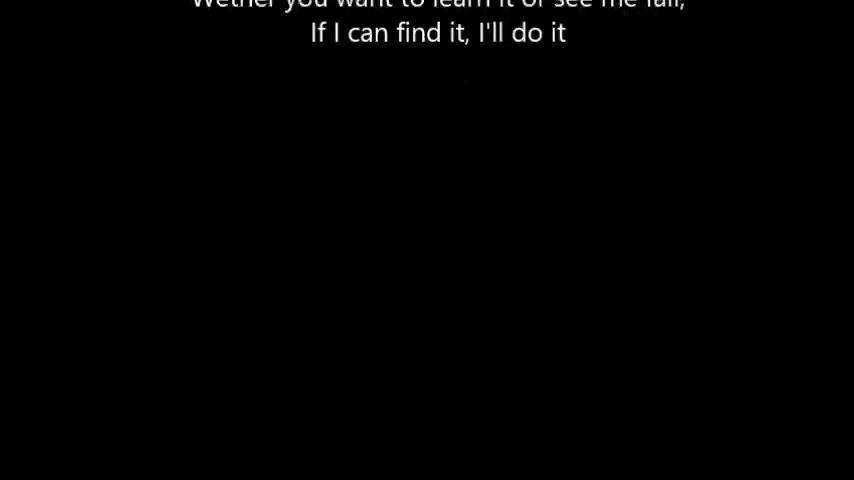 Wether you want to learn it or see me fail,
If I can find it, I'll do it